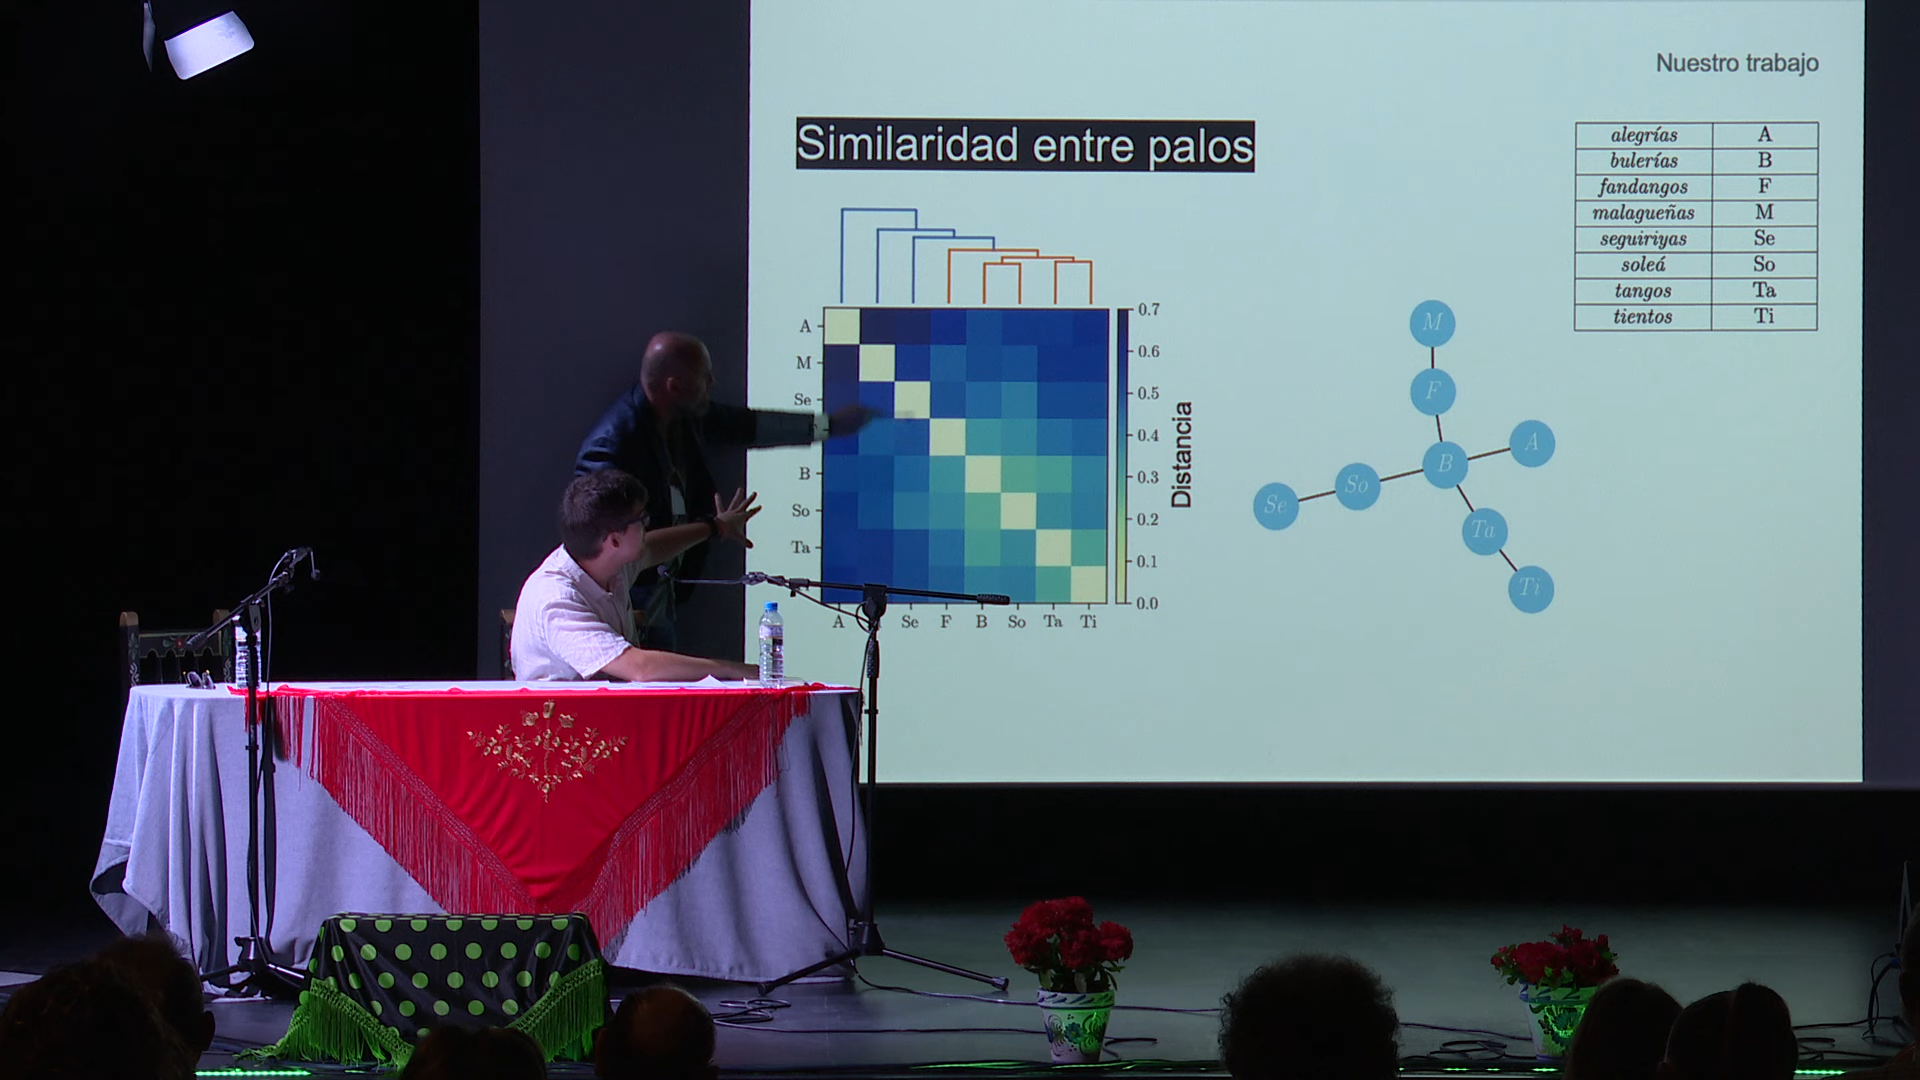 Nuestro trabajo
Similaridad entre palos
alegrías A
bulerías B
fandangos F
malagueñas M
seguiriyas Se
soleá So
tangos Ta
tientos Ti
A
M
Se
B
So
Ta
A Se F B So Ta Ti
0.7
0.6
0.5
0.4
0.3
0.2
0.1
0.0
Distancia
M
F
A
B
So
Se
Ta
Ti